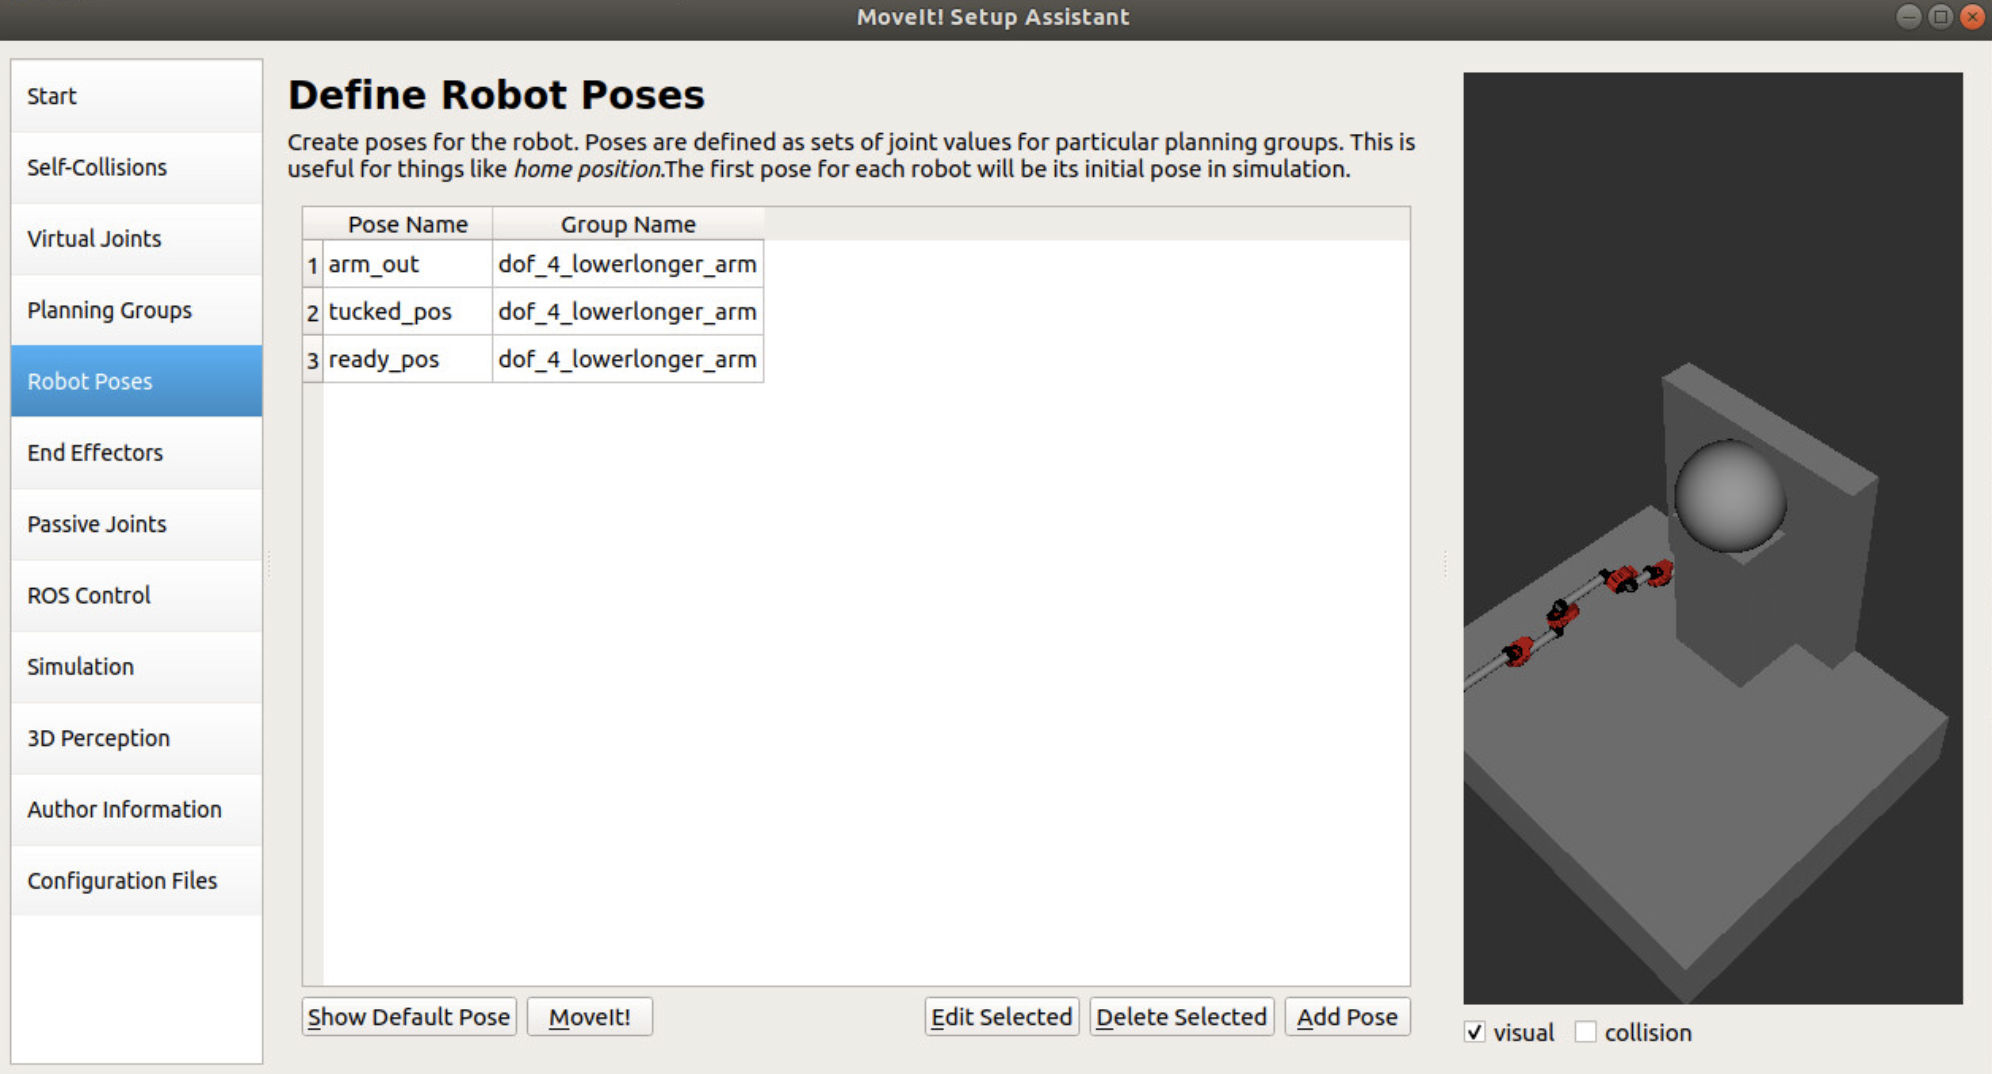 MoveIt! Setup Assistant
Start
Self-Collisions
Virtual Joints
Planning Groups
Robot Poses
End Effectors
Passive Joints
ROS Control
Simulation
3D Perception
Author Information
Configuration Files
Define Robot Poses
Create poses for the robot. Poses are defined as sets of joint values for particular planning groups. This is
useful for things like home position.The first pose for each robot will be its initial pose in simulation.
Pose Name Group Name
1 arm_out dof_4_lowerlonger_arm
2 tucked_pos dof_4_lowerlonger_arm
3 ready_pos dof_4_lowerlonger_arm
Show Default Pose MoveIt! Edit Selected Delete Selected Add Pose
visual collision